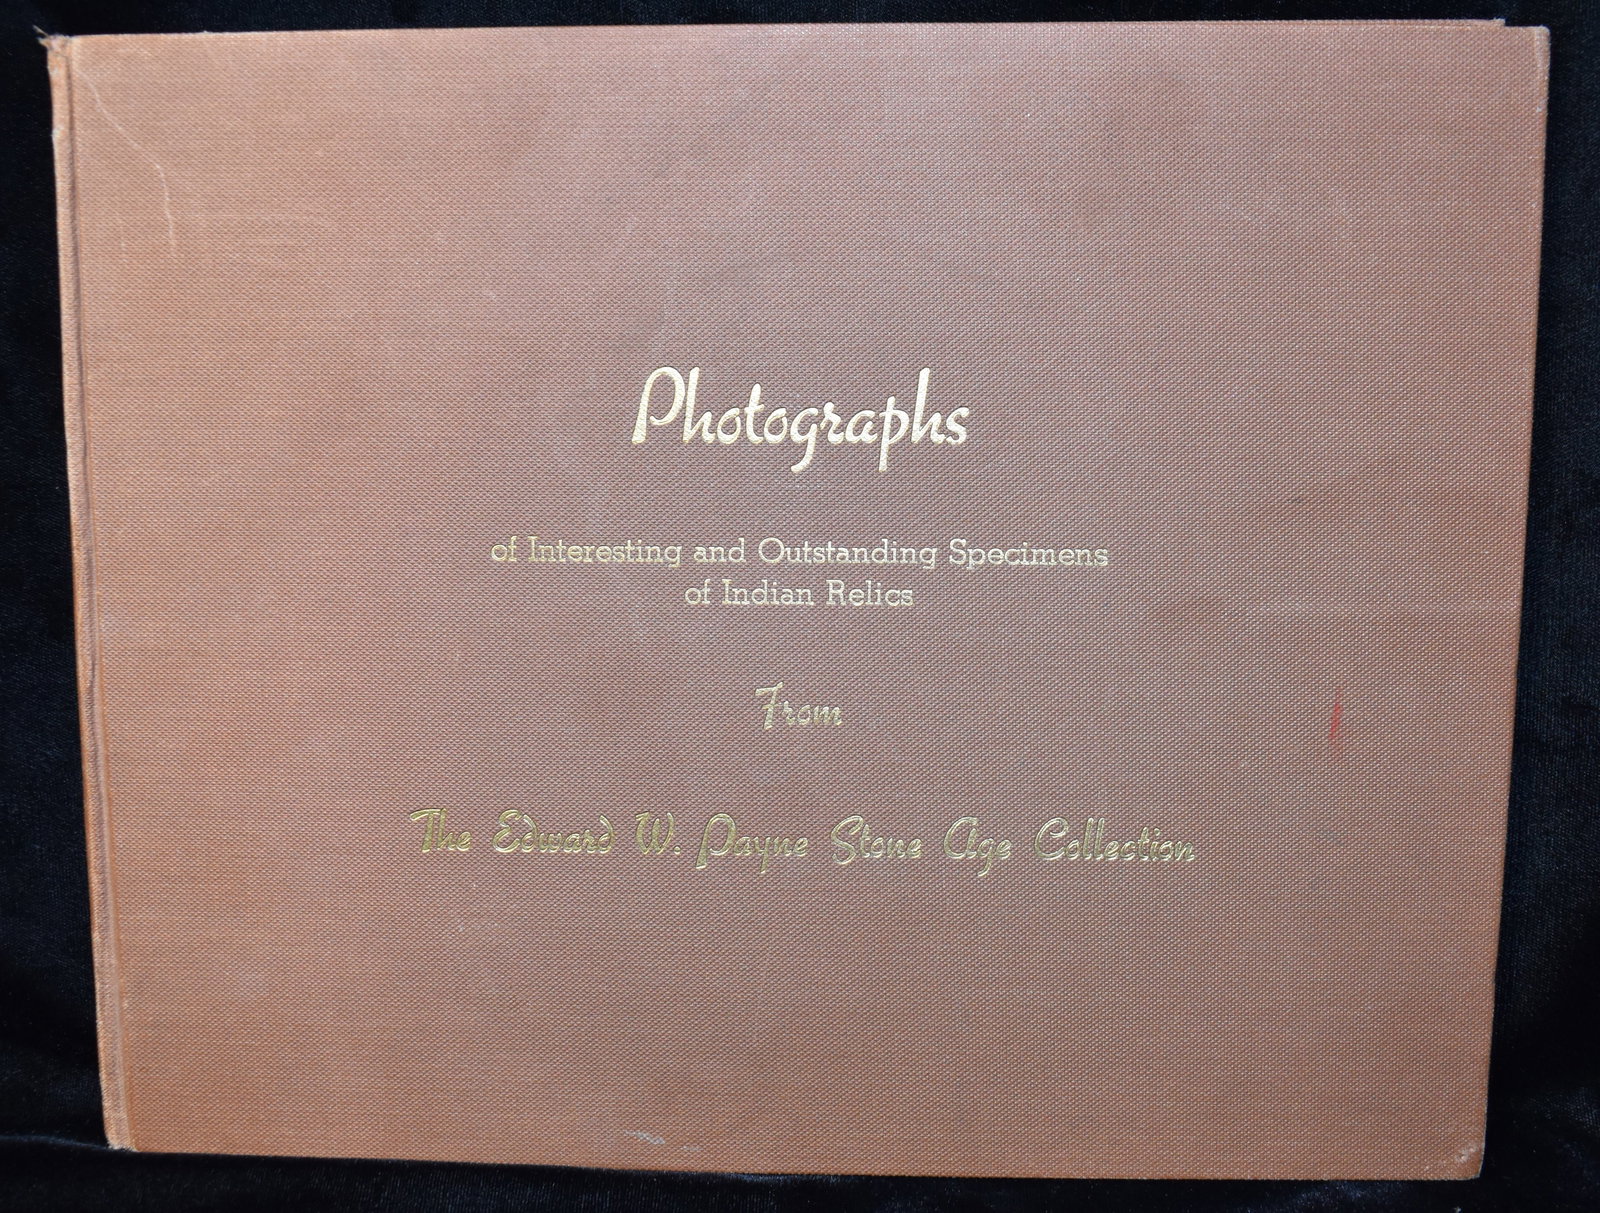 Photographs
of Interesting and Outstanding Specimens
of Indian Relics
From
The Edward W. Payne Stone Age Collection